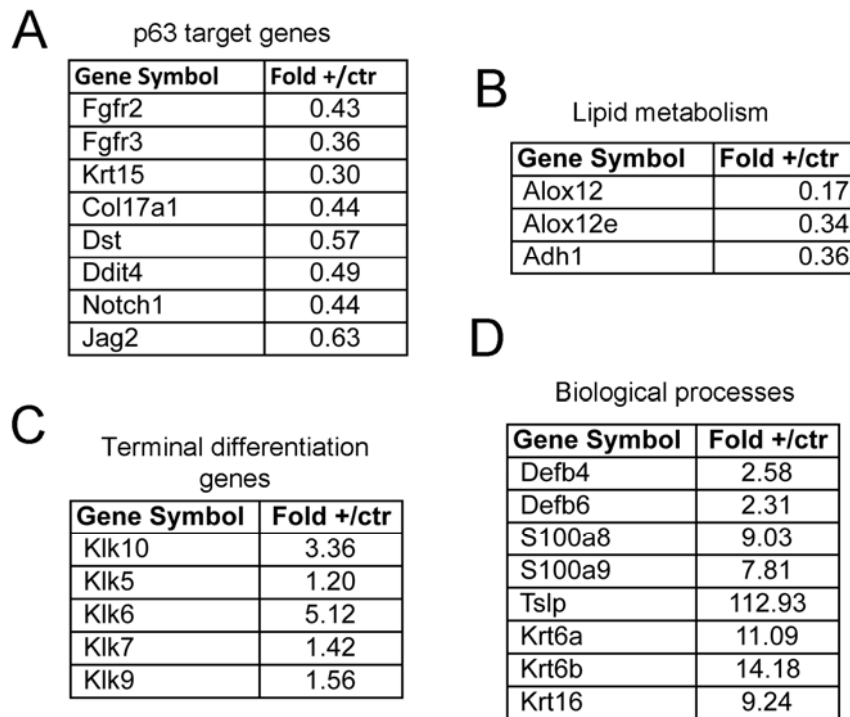 A
p63 target genes
Gene Symbol Fold +/ctr
Fgfr2 0.43
Fgfr3 0.36
Krt15 0.30
Col17a1 0.44
Dst 0.57
Ddit4 0.49
Notch1 0.44
Jag2 0.63
B
Lipid metabolism
Gene Symbol Fold +/ctr
Alox12 0.17
Alox12e 0.34
Adh1 0.36
C
Terminal differentiation
genes
Gene Symbol Fold +/ctr
Klk10 3.36
Klk5 1.20
Klk6 5.12
Klk7 1.42
Klk9 1.56
D
Biological processes
Gene Symbol Fold +/ctr
Defb4 2.58
Defb6 2.31
S100a8 9.03
S100a9 7.81
Tslp 112.93
Krt6a 11.09
Krt6b 14.18
Krt16 9.24